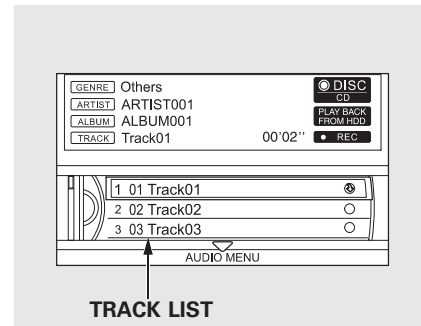 GENRE Others
ARTIST ARTIST001
ALBUM ALBUM001
TRACK Track01 00'02''
DISC
CD
PLAY BACK
FROM HDD
REC
1 01 Track01
2 02 Track02
3 03 Track03
AUDIO MENU
TRACK LIST